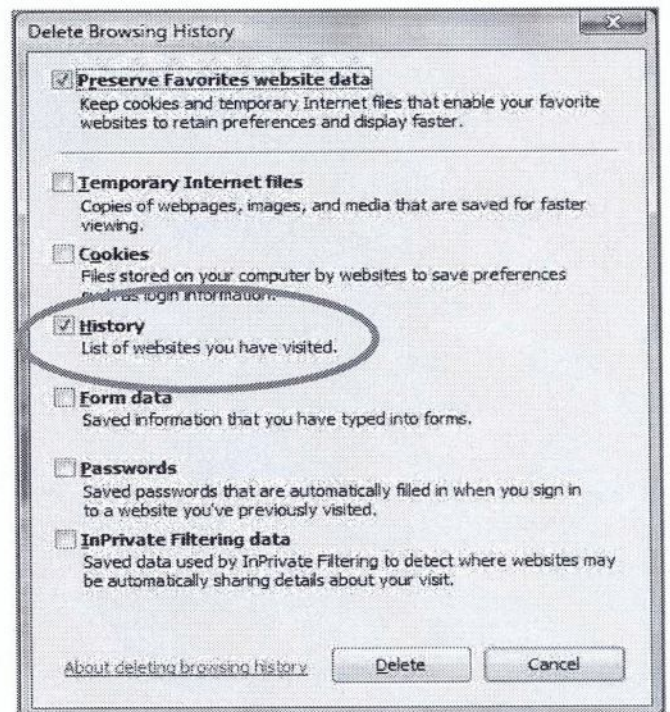 Delete Browsing History
Preserve Favorites website data
Keep cookies and temporary Internet files that enable your favorite
websites to retain preferences and display faster.
Temporary Internet files
Copies of webpages, images, and media that are saved for faster
viewing.
Cookies
Files stored on your computer by websites to save preferences
such as login information.
History
List of websites you have visited.
Form data
Saved information that you have typed into forms.
Passwords
Saved passwords that are automatically filled in when you sign in
to a website you've previously visited.
InPrivate Filtering data
Saved data used by InPrivate Filtering to detect where websites may
be automatically sharing details about your visit.
About deleting browsing history
Delete
Cancel